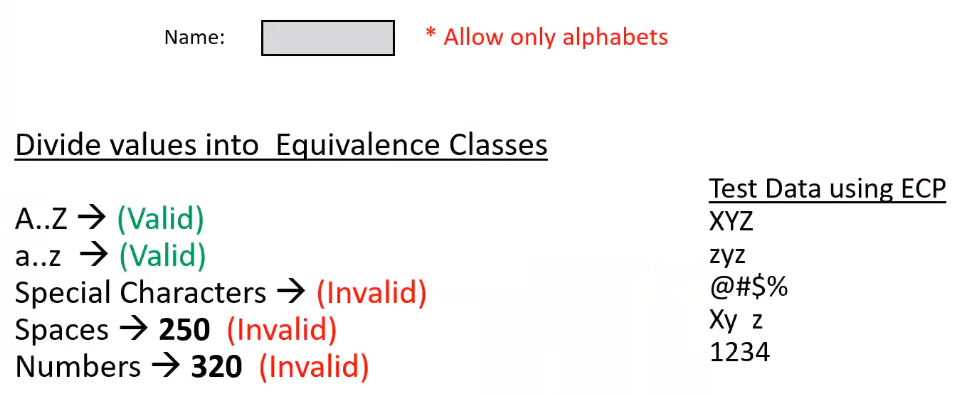 Name: * Allow only alphabets
Divide values into Equivalence Classes
A..Z → (Valid)
a..z → (Valid)
Special Characters → (Invalid)
Spaces → 250 (Invalid)
Numbers → 320 (Invalid)
Test Data using ECP
XYZ
zyz
@#$%
Xy z
1234